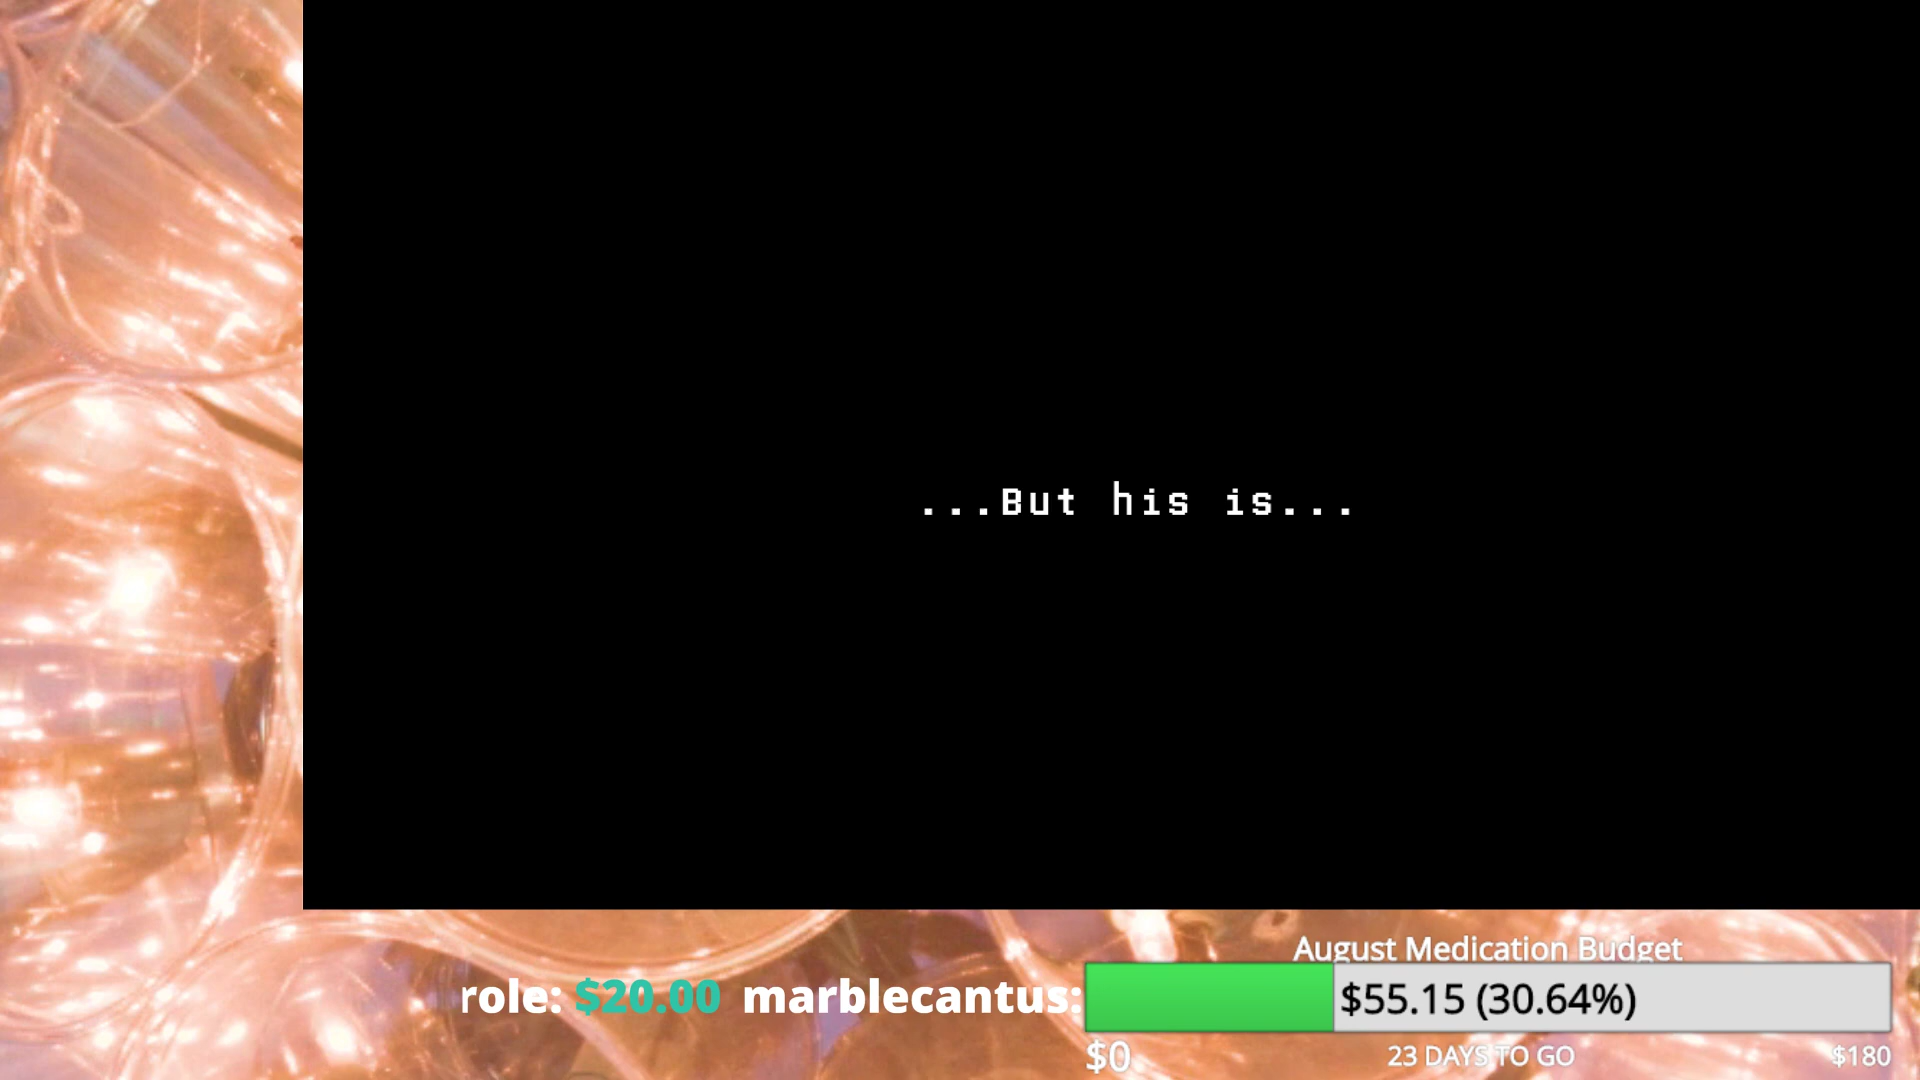 ...But his is...
August Medication Budget
role: $20.00 marblecantus:
$55.15 (30.64%)
$0
23 DAYS TO GO
$180